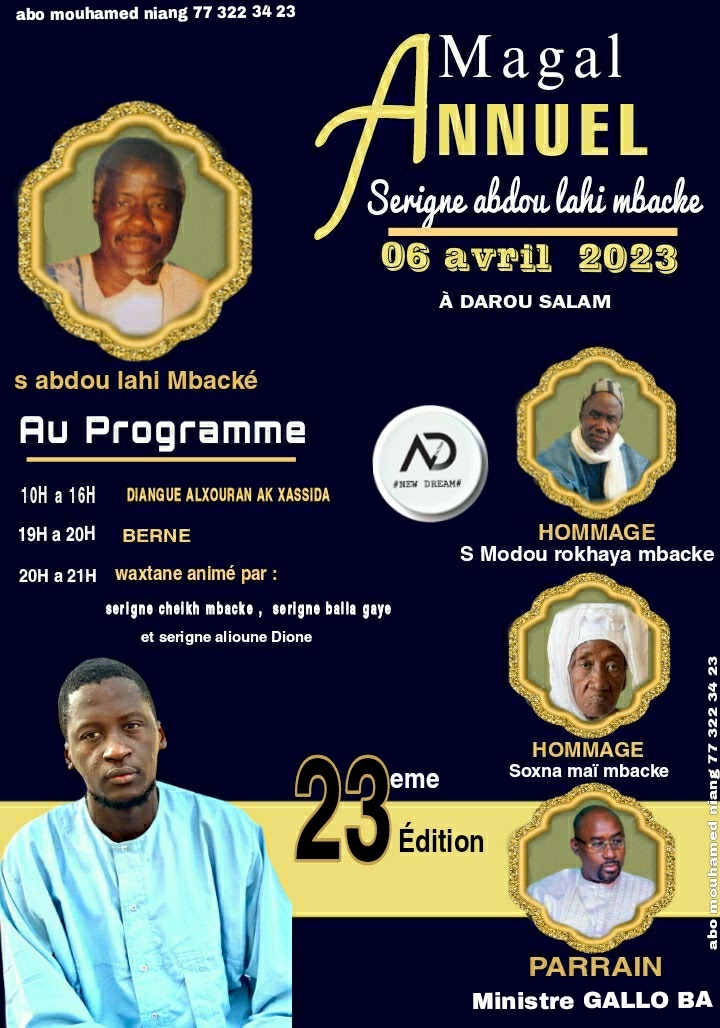 abo mouhamed niang 77 322 34 23
Magal
ANNUEL
Serigne abdou lahi mbacke
06 avril 2023
À DAROU SALAM
s abdou lahi Mbacké
Au Programme
10H a 16H DIANGUE ALXOURAN AK XASSIDA
19H a 20H BERNE
20H a 21H waxtane animé par :
serigne cheikh mbacke , serigne balla gaye
et serigne alioune Dione
AD
#NEW DREAM#
HOMMAGE
S Modou rokhaya mbacke
HOMMAGE
Soxna maï mbacke
23eme
Édition
PARRAIN
Ministre GALLO BA
abo mouhamed niang 77 322 34 23